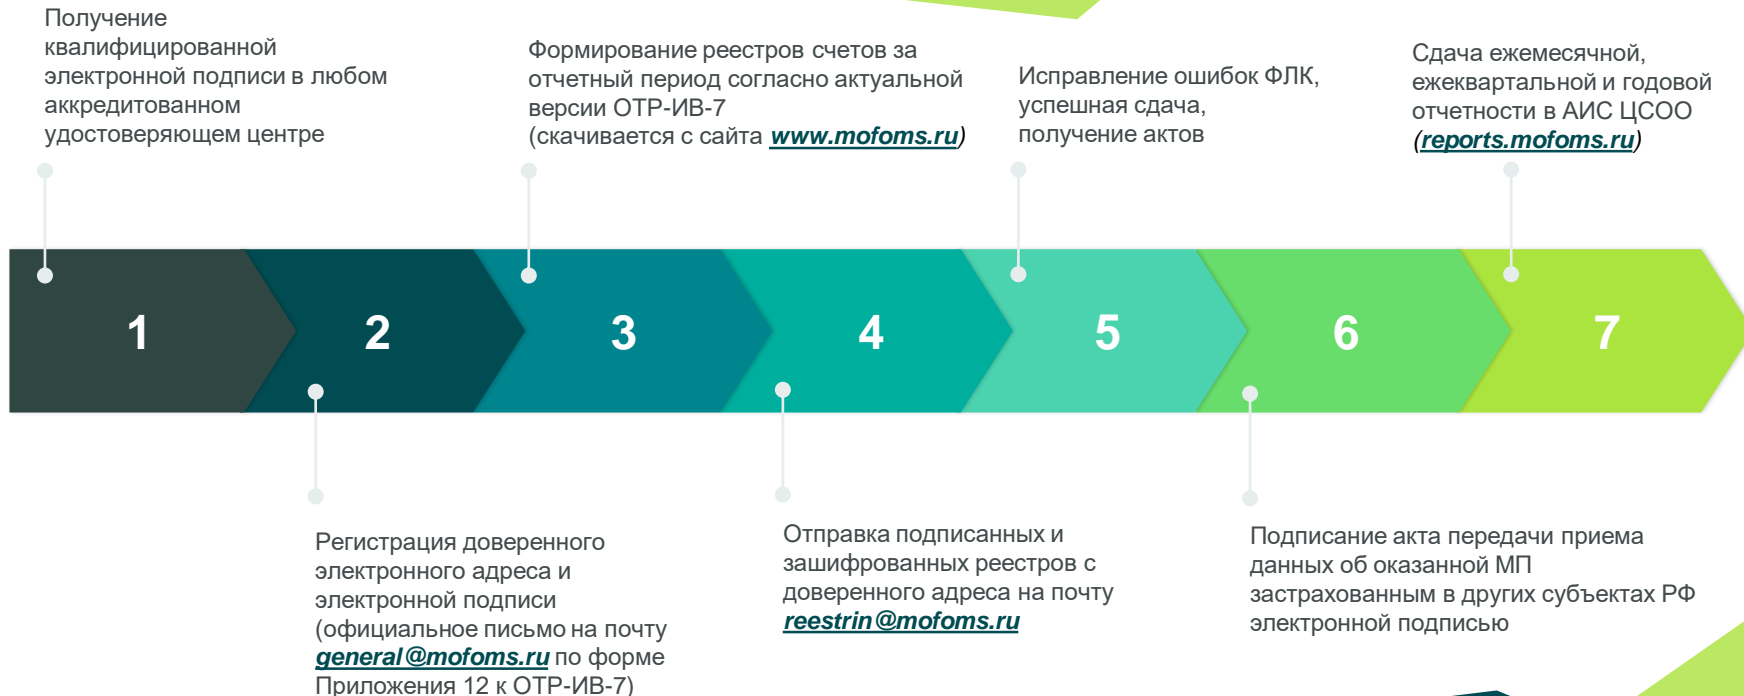 Получение
квалифицированной
электронной подписи в любом
аккредитованном
удостоверяющем центре
Формирование реестров счетов за
отчетный период согласно актуальной
версии ОТР-ИВ-7
(скачивается с сайта www.mofoms.ru)
Исправление ошибок ФЛК,
успешная сдача,
получение актов
Сдача ежемесячной,
ежеквартальной и годовой
отчетности в АИС ЦСОО
(reports.mofoms.ru)
1
2
3
4
5
6
7
Регистрация доверенного
электронного адреса и
электронной подписи
(официальное письмо на почту
general@mofoms.ru по форме
Приложения 12 к ОТР-ИВ-7)
Отправка подписанных и
зашифрованных реестров с
доверенного адреса на почту
reestrin@mofoms.ru
Подписание акта передачи приема
данных об оказанной МП
застрахованным в других субъектах РФ
электронной подписью